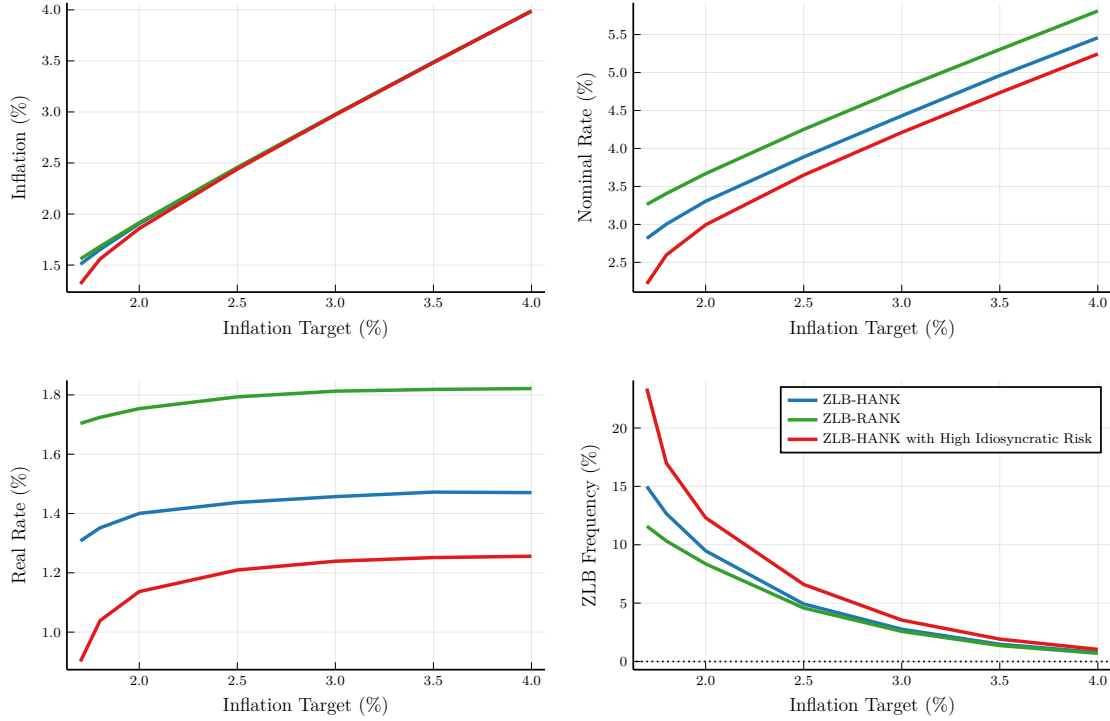 Inflation (%)
4.0
3.5
3.0
2.5
2.0
1.5
2.0 2.5 3.0 3.5 4.0
Inflation Target (%)
Nominal Rate (%)
5.5
5.0
4.5
4.0
3.5
3.0
2.5
2.0 2.5 3.0 3.5 4.0
Inflation Target (%)
Real Rate (%)
1.8
1.6
1.4
1.2
1.0
2.0 2.5 3.0 3.5 4.0
Inflation Target (%)
ZLB Frequency (%)
20
15
10
5
0
ZLB-HANK
ZLB-RANK
ZLB-HANK with High Idiosyncratic Risk
2.0 2.5 3.0 3.5 4.0
Inflation Target (%)